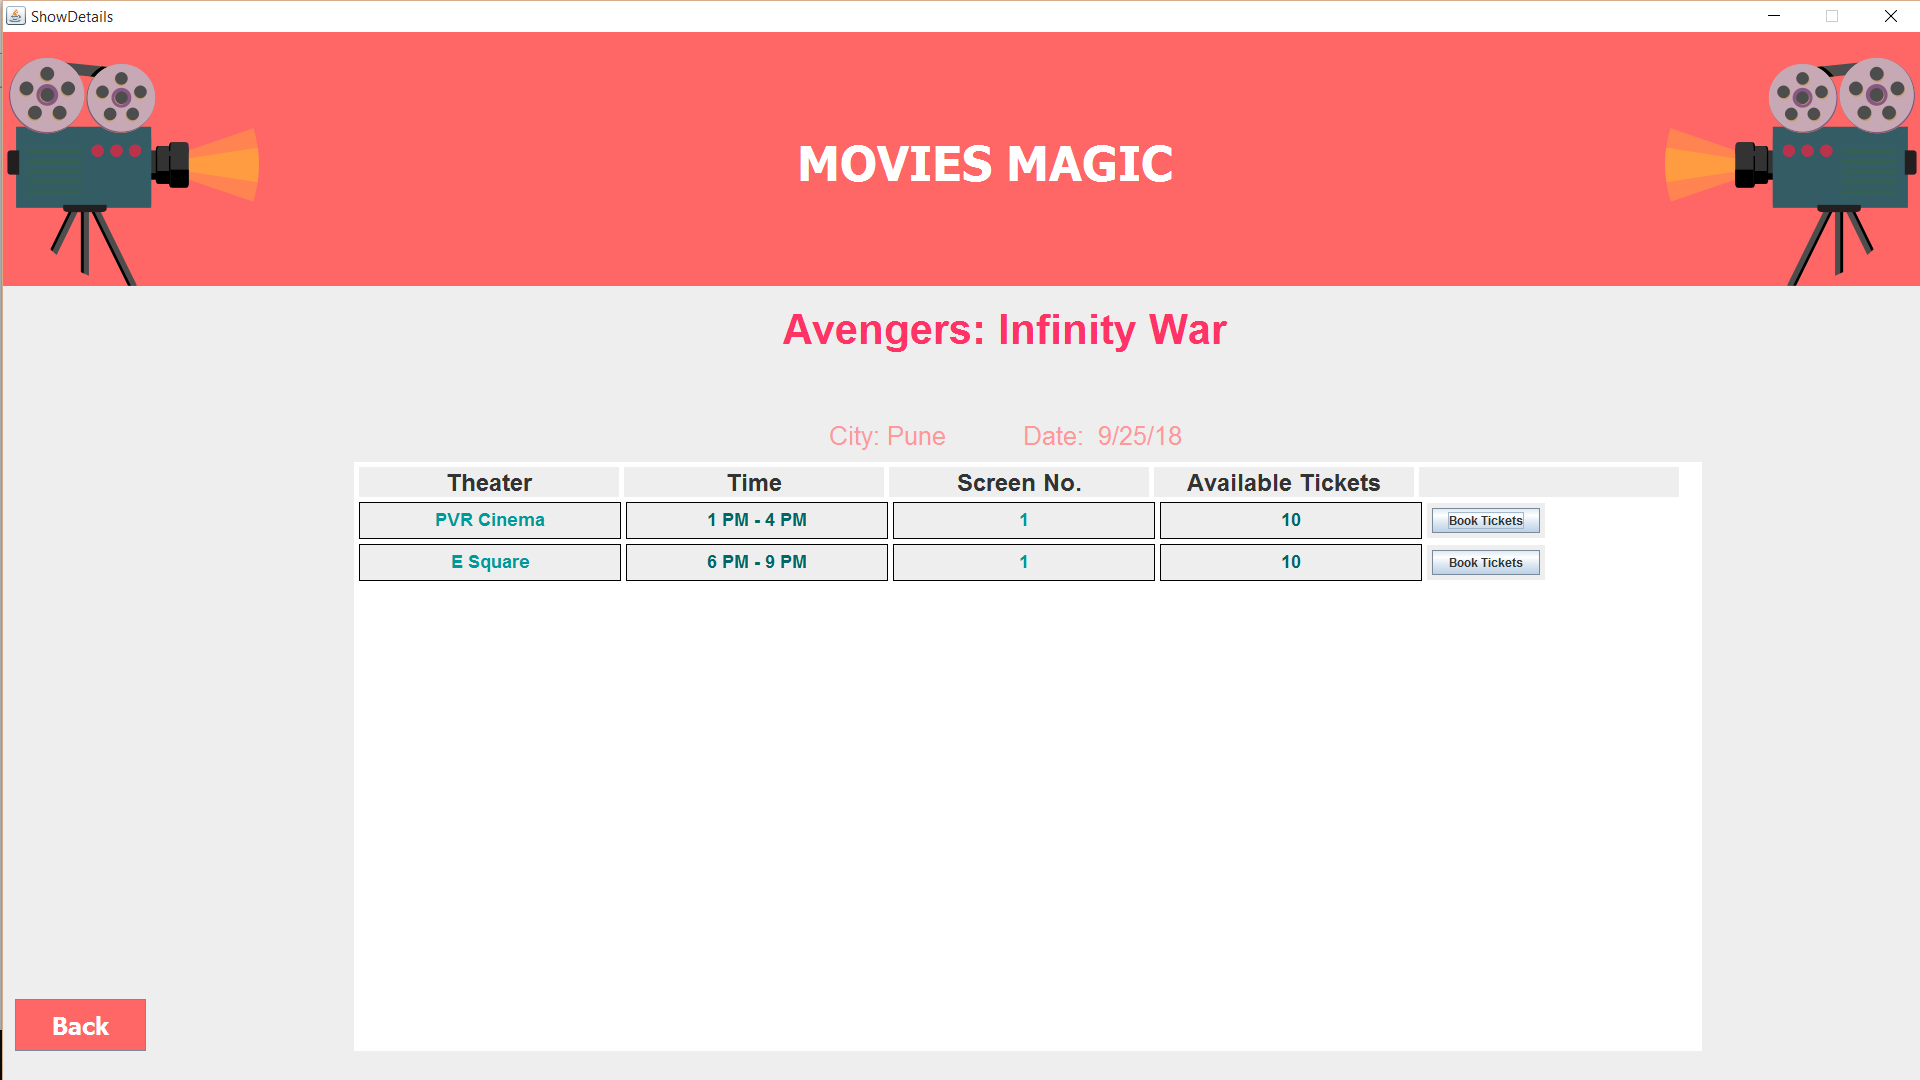 ShowDetails
MOVIES MAGIC
Avengers: Infinity War
City: Pune Date: 9/25/18
Theater Time Screen No. Available Tickets
PVR Cinema 1 PM - 4 PM 1 10 Book Tickets
E Square 6 PM - 9 PM 1 10 Book Tickets
Back